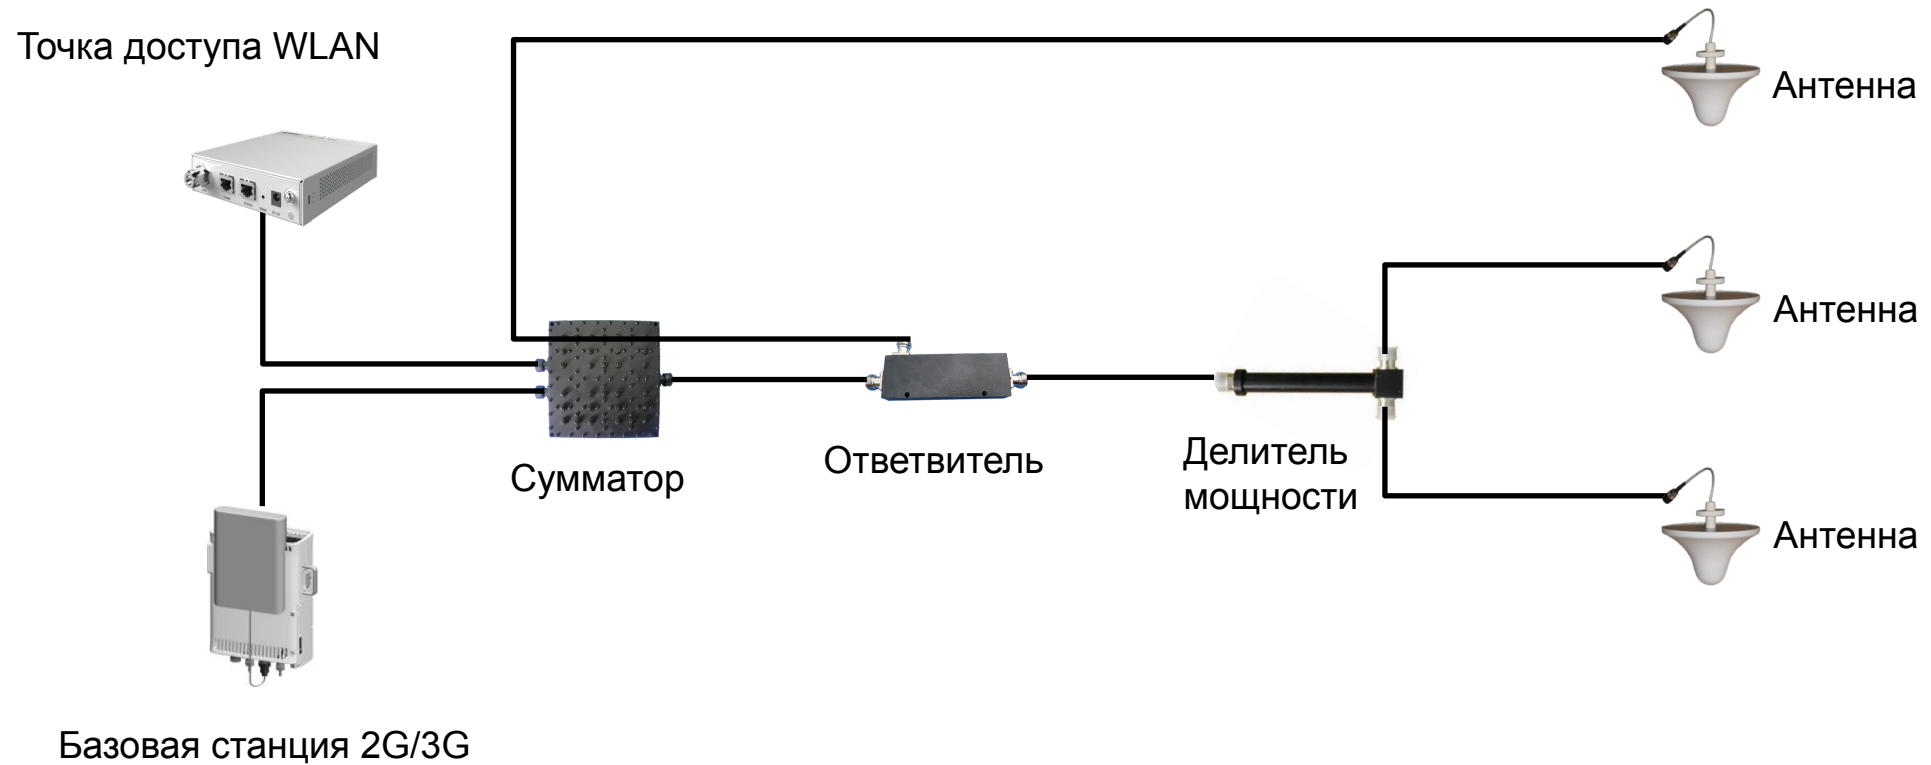 Точка доступа WLAN
Антенна
Антенна
Сумматор
Ответвитель
Делитель
мощности
Антенна
Базовая станция 2G/3G